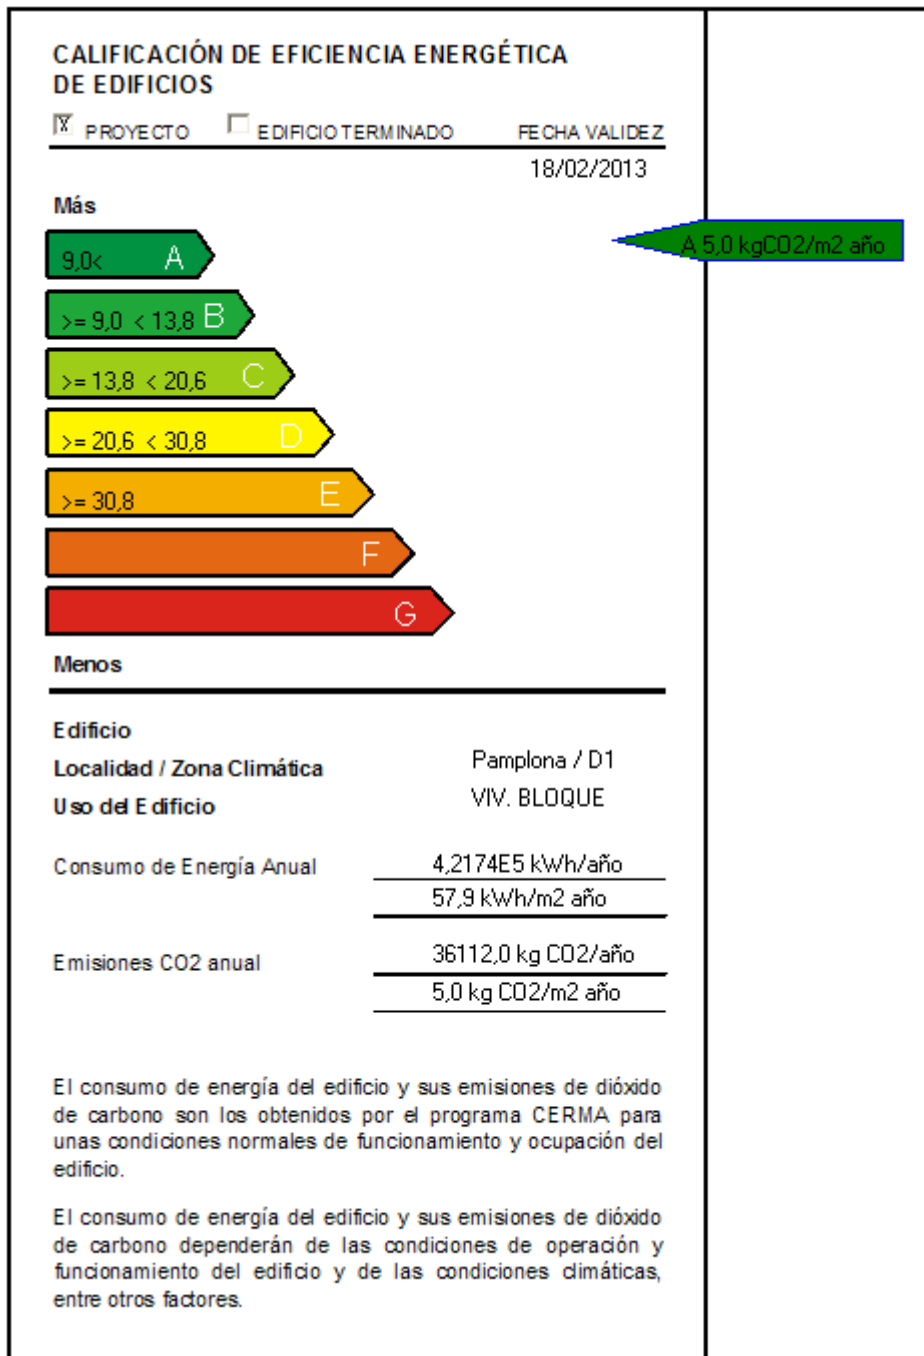 CALIFICACIÓN DE EFICIENCIA ENERGÉTICA
DE EDIFICIOS
X PROYECTO EDIFICIO TERMINADO FECHA VALIDEZ
18/02/2013
Más
9,0< A
A 5,0 kgCO2/m2 año
>= 9,0 < 13,8 B
>= 13,8 < 20,6 C
>= 20,6 < 30,8 D
>= 30,8 E
F
G
Menos
Edificio
Localidad / Zona Climática Pamplona / D1
Uso del Edificio VIV. BLOQUE
Consumo de Energía Anual 4,2174E5 kWh/año
57,9 kWh/m2 año
Emisiones CO2 anual 36112,0 kg CO2/año
5,0 kg CO2/m2 año
El consumo de energía del edificio y sus emisiones de dióxido
de carbono son los obtenidos por el programa CERMA para
unas condiciones normales de funcionamiento y ocupación del
edificio.
El consumo de energía del edificio y sus emisiones de dióxido
de carbono dependerán de las condiciones de operación y
funcionamiento del edificio y de las condiciones climáticas,
entre otros factores.